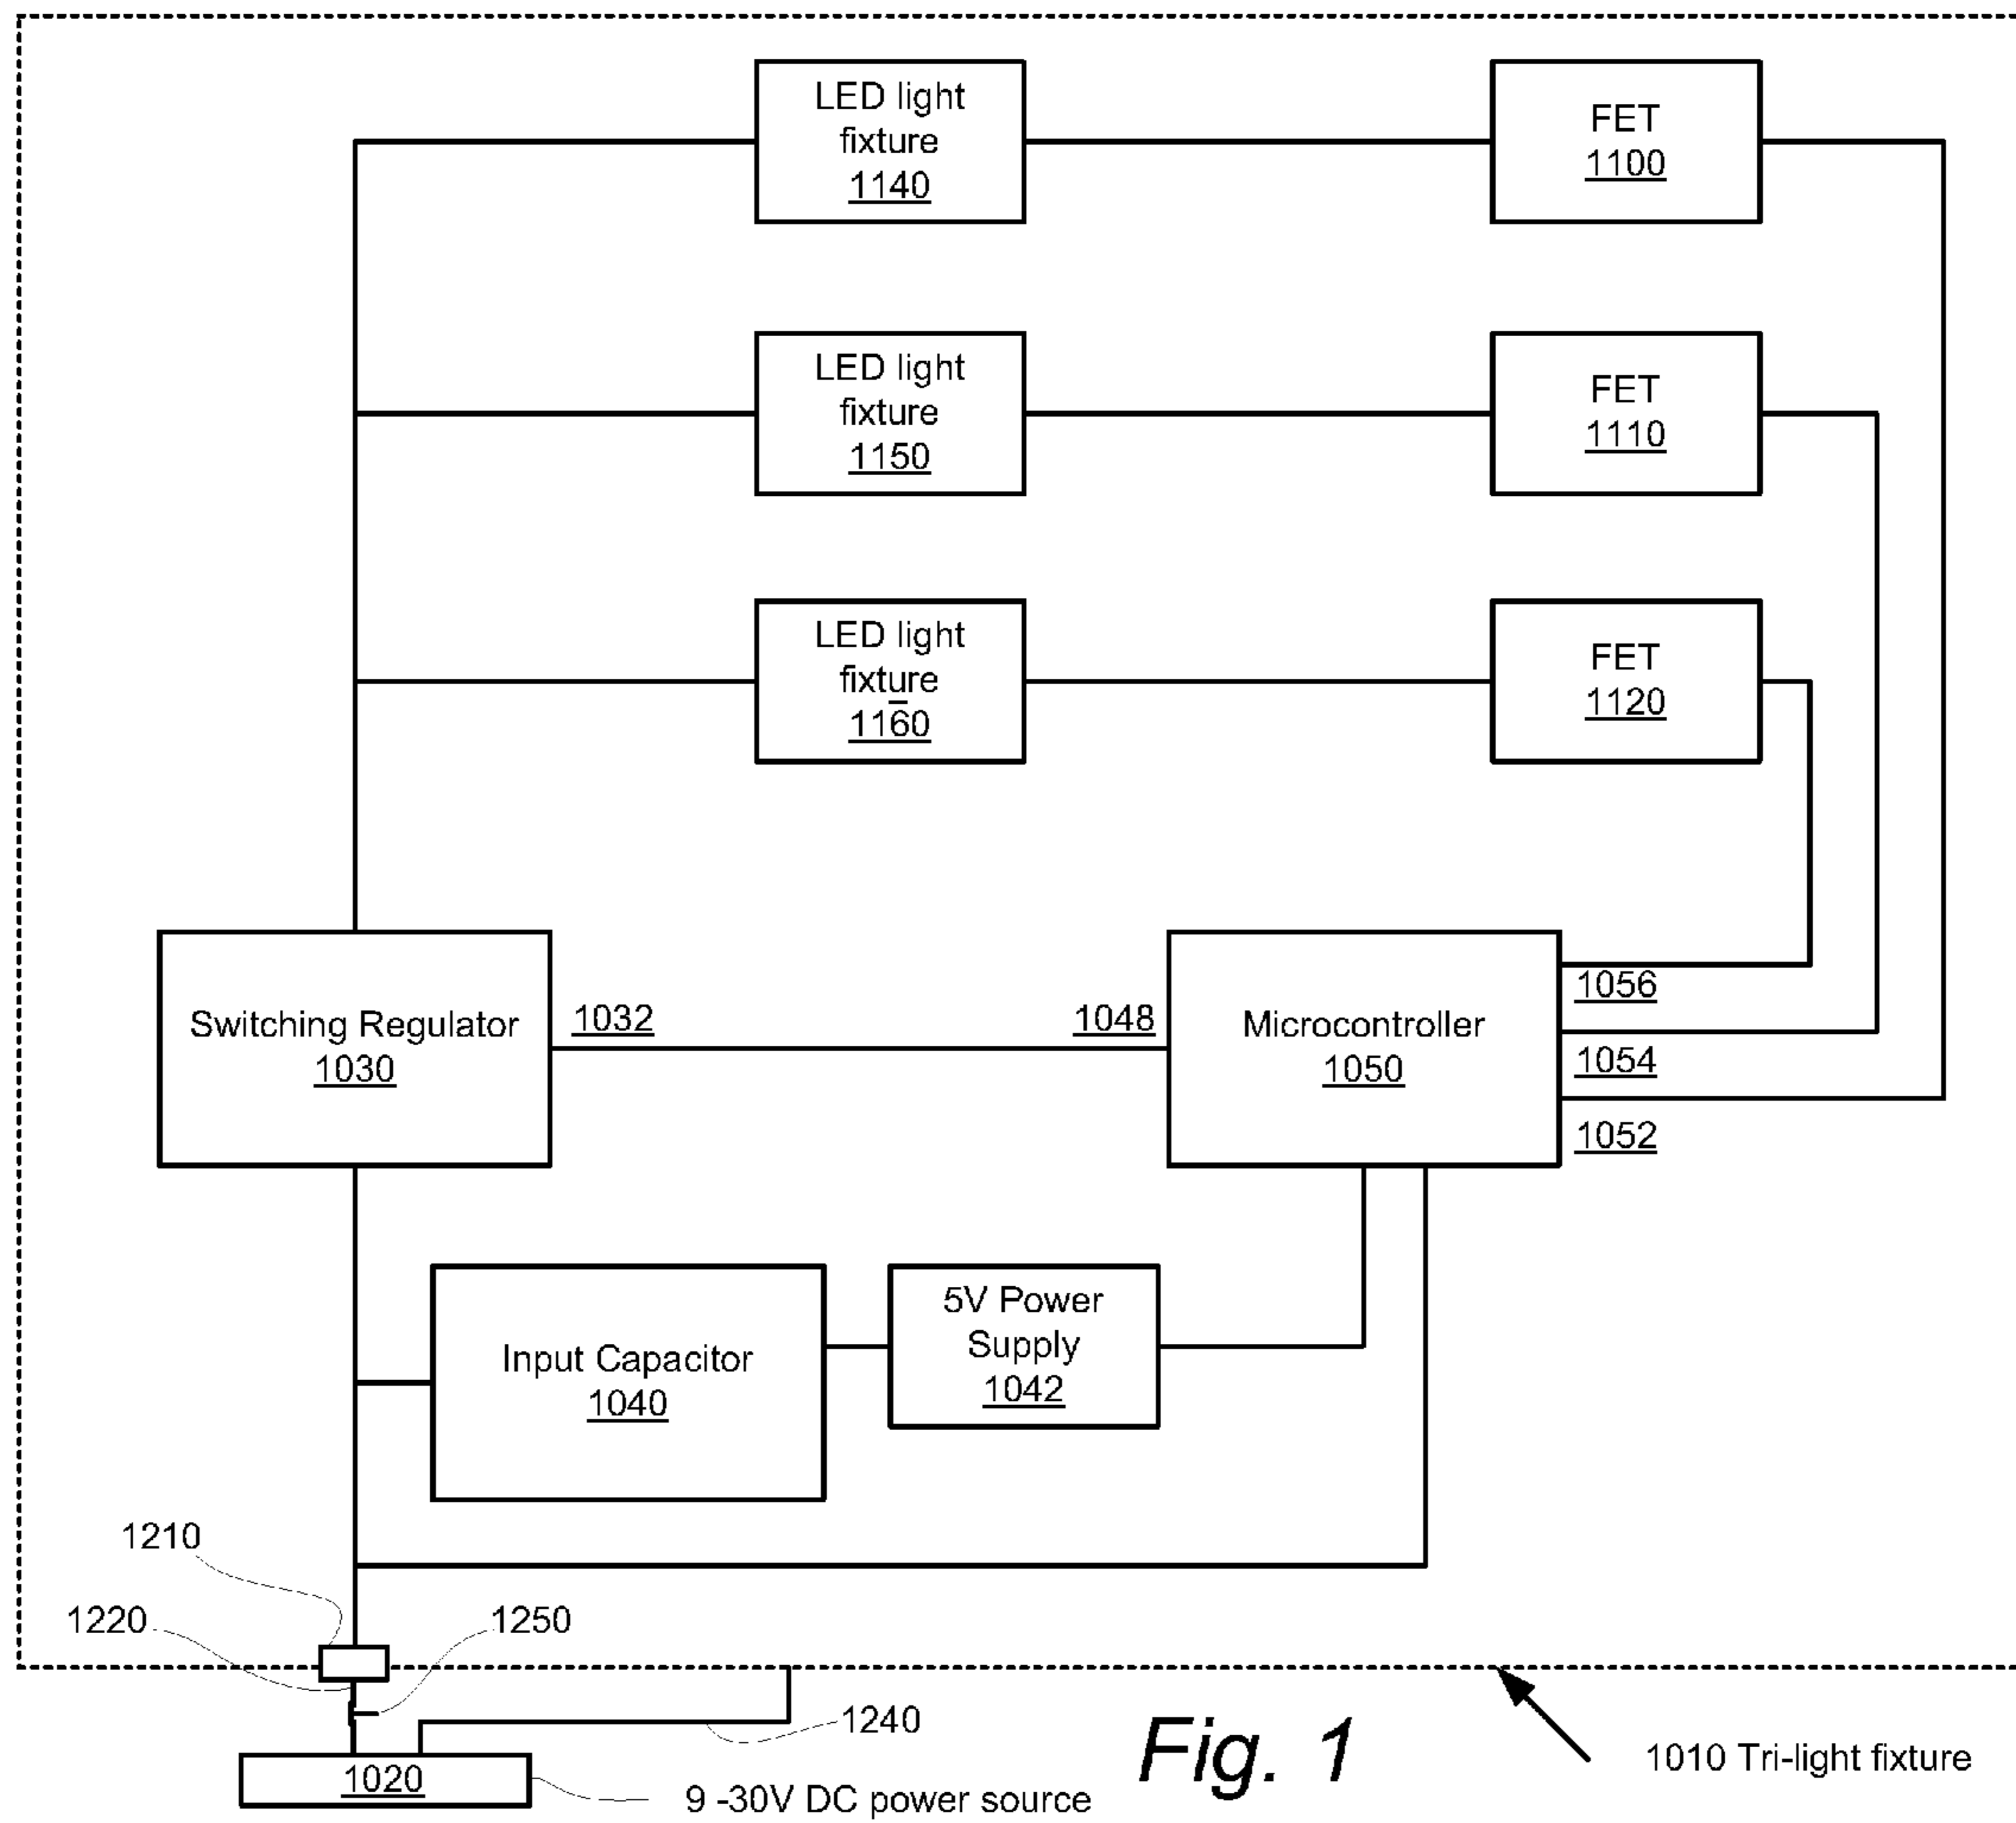 LED light
fixture
1140
FET
1100
LED light
fixture
1150
FET
1110
LED light
fixture
1160
FET
1120
Switching Regulator
1030
1032
1048
Microcontroller
1050
1056
1054
1052
Input Capacitor
1040
5V Power
Supply
1042
1210
1220
1250
1240
1020
9 -30V DC power source
Fig. 1
1010 Tri-light fixture